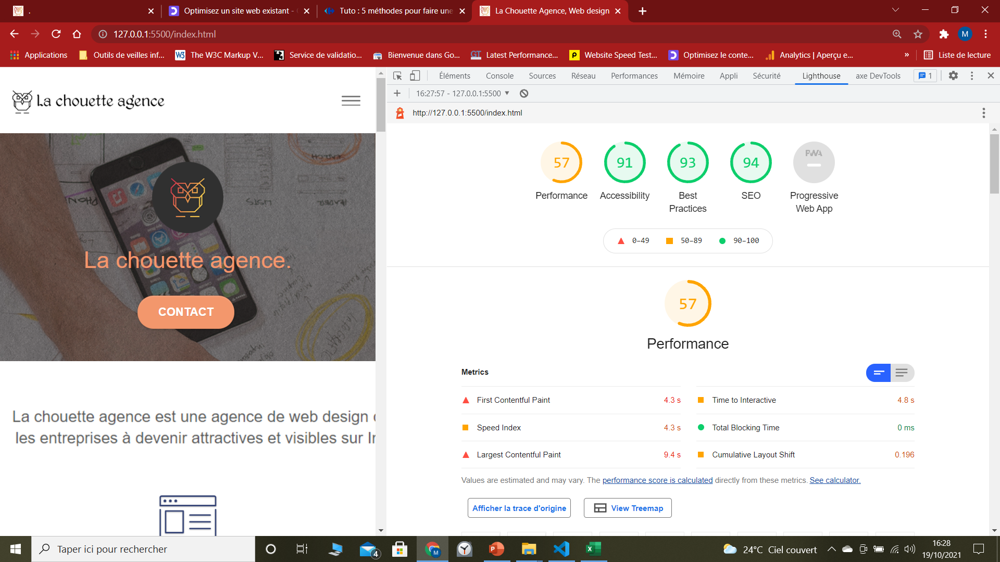 .
Optimisez un site web existant -
Tuto : 5 méthodes pour faire une
La Chouette Agence, Web design
127.0.0.1:5500/index.html
M
Applications
Outils de veilles inf...
The W3C Markup V...
Service de validatio...
Bienvenue dans Go...
Latest Performance...
Website Speed Test...
Optimisez le conte...
Analytics | Aperçu e...
»
Liste de lecture
La chouette agence
La chouette agence.
CONTACT
La chouette agence est une agence de web design
les entreprises à devenir attractives et visibles sur
Éléments
Console
Sources
Réseau
Performances
Mémoire
Appli
Sécurité
Lighthouse
axe DevTools
1
16:27:57 - 127.0.0.1:5500
http://127.0.0.1:5500/index.html
57
91
93
94
PWA
Performance
Accessibility
Best
Practices
SEO
Progressive
Web App
0–49
50–89
90–100
57
Performance
Metrics
First Contentful Paint
4.3 s
Time to Interactive
4.8 s
Speed Index
4.3 s
Total Blocking Time
0 ms
Largest Contentful Paint
9.4 s
Cumulative Layout Shift
0.196
Values are estimated and may vary. The performance score is calculated directly from these metrics. See calculator.
Afficher la trace d'origine
View Treemap
Taper ici pour rechercher
4
24°C Ciel couvert
16:28
19/10/2021